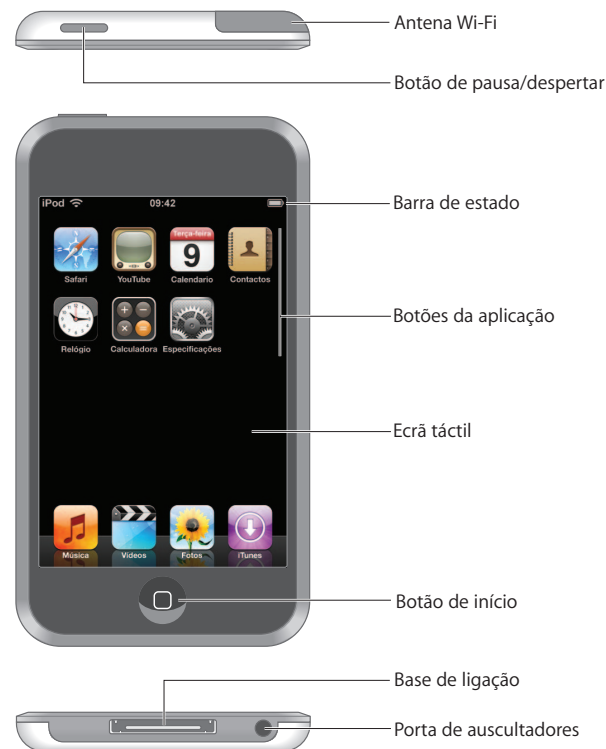 Antena Wi-Fi
Botão de pausa/despertar
iPod 09:42
Barra de estado
Terça-feira
9
Safari YouTube Calendario Contactos
Botões da aplicação
Relógio Calculadora Especificações
Ecrã táctil
Música Vídeos Fotos iTunes
Botão de início
Base de ligação
Porta de auscultadores